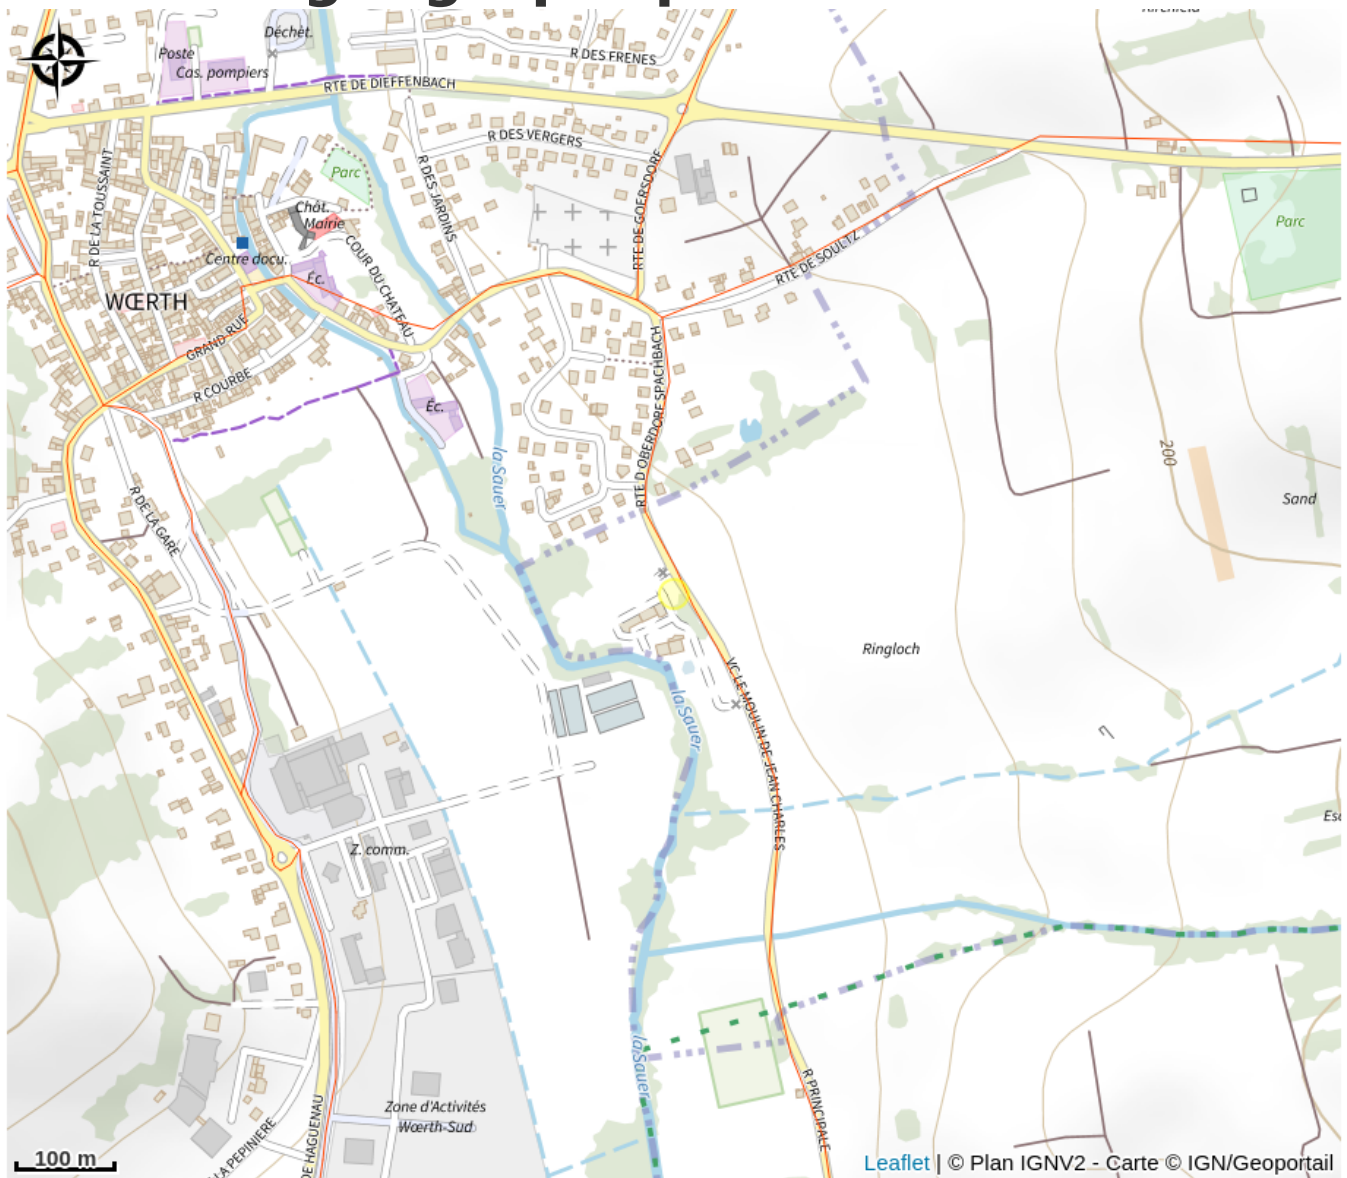 Poste
Cas. pompiers
Déchèt.
R DES FRENES
RTE DE DIEFFENBACH
R DES VERGERS
R DE LA TOUSSAINT
Parc
R DES JARDINS
RTE DE GOERSDORF
Chât.
Mairie
Centre docu.
Éc.
COUR DU CHATEAU
RTE DE SOULTZ
Parc
WŒRTH
GRAND RUE
R COURBE
Éc.
RTE D OBERDORF SPACHBACH
la Sauer
200
Sand
R DE LA GARE
Ringloch
la Sauer
VC LE MOULIN DE JEAN CHARLES
Z. comm.
la Sauer
R PRINCIPALE
Zone d'Activités
Wœrth-Sud
LA PEPINIERE
DE HAGUENAU
100 m
Leaflet | © Plan IGNV2 - Carte © IGN/Geoportail